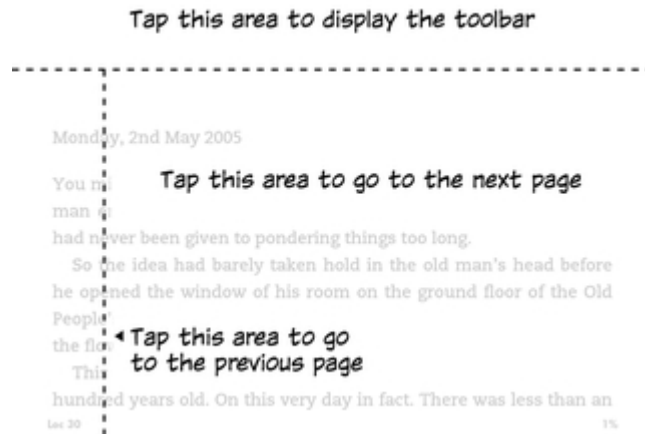 Tap this area to display the toolbar
Monday, 2nd May 2005
Tap this area to go to the next page
You
man
had never been given to pondering things too long.
So the idea had barely taken hold in the old man's head before
he opened the window of his room on the ground floor of the Old
People'
Tap this area to go
the
to the previous page
This
hundred years old. On this very day in fact. There was less than an
Loc 30
1%